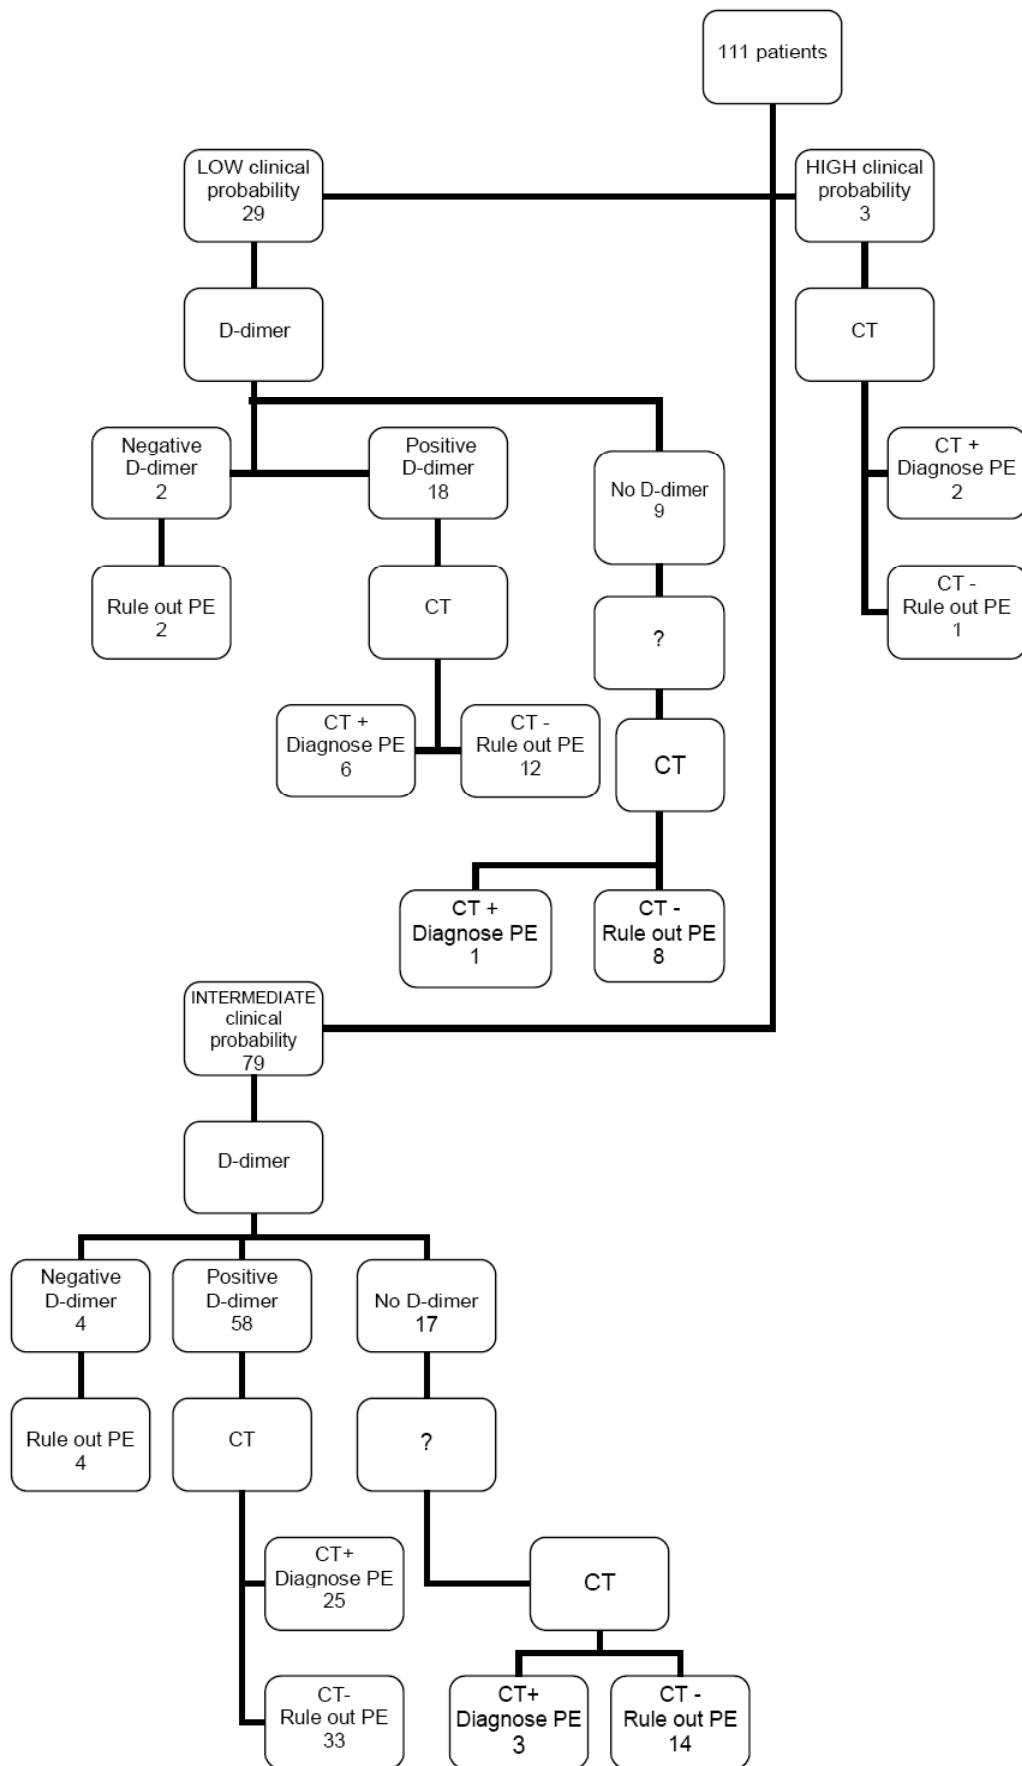 111 patients
LOW clinical
probability
29
HIGH clinical
probability
3
D-dimer
CT
Negative
D-dimer
2
Positive
D-dimer
18
No D-dimer
9
CT +
Diagnose PE
2
Rule out PE
2
CT
?
CT -
Rule out PE
1
CT +
Diagnose PE
6
CT -
Rule out PE
12
CT
CT +
Diagnose PE
1
CT -
Rule out PE
8
INTERMEDIATE
clinical
probability
79
D-dimer
Negative
D-dimer
4
Positive
D-dimer
58
No D-dimer
17
Rule out PE
4
CT
?
CT+
Diagnose PE
25
CT
CT-
Rule out PE
33
CT+
Diagnose PE
3
CT -
Rule out PE
14